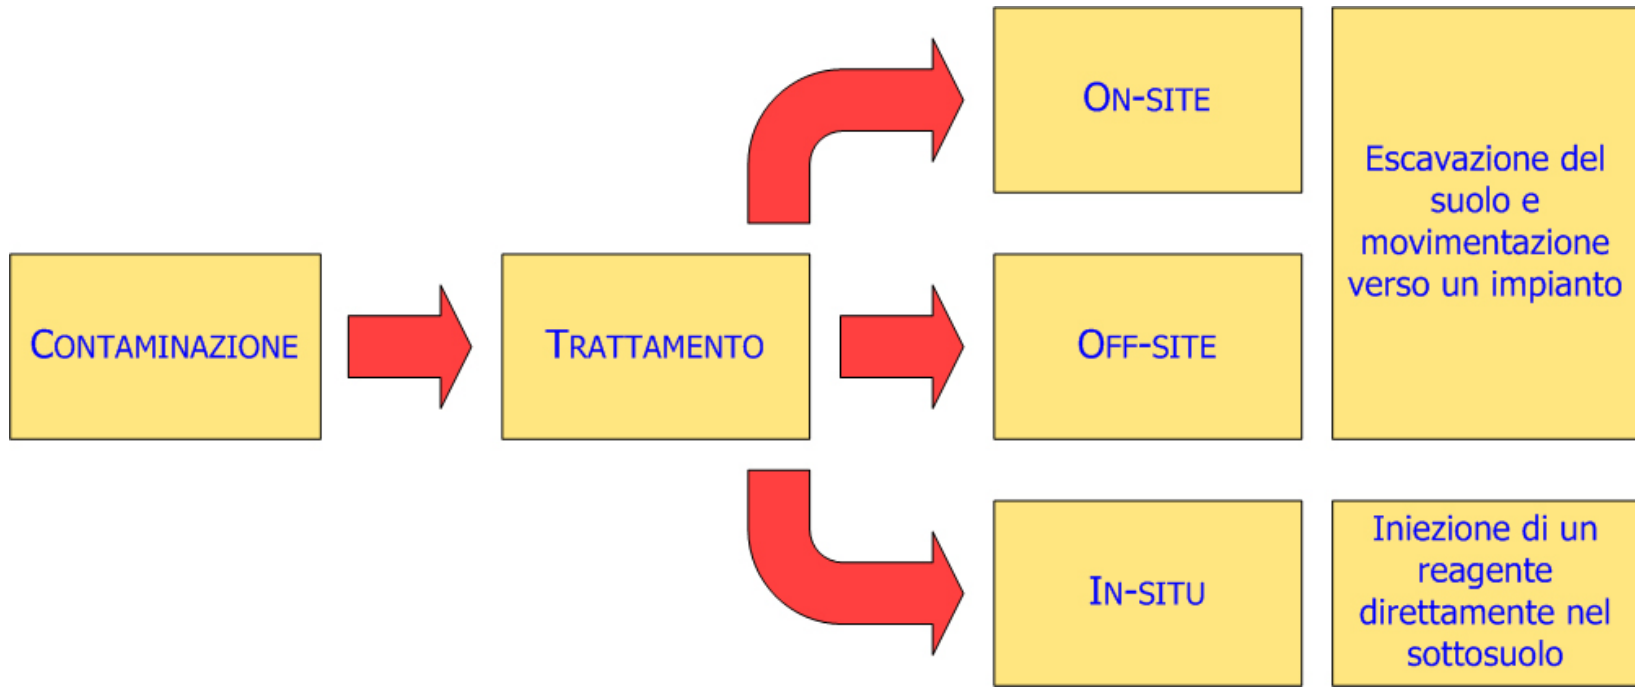 CONTAMINAZIONE
TRATTAMENTO
ON-SITE
OFF-SITE
IN-SITU
Escavazione del
suolo e
movimentazione
verso un impianto
Iniezione di un
reagente
direttamente nel
sottosuolo